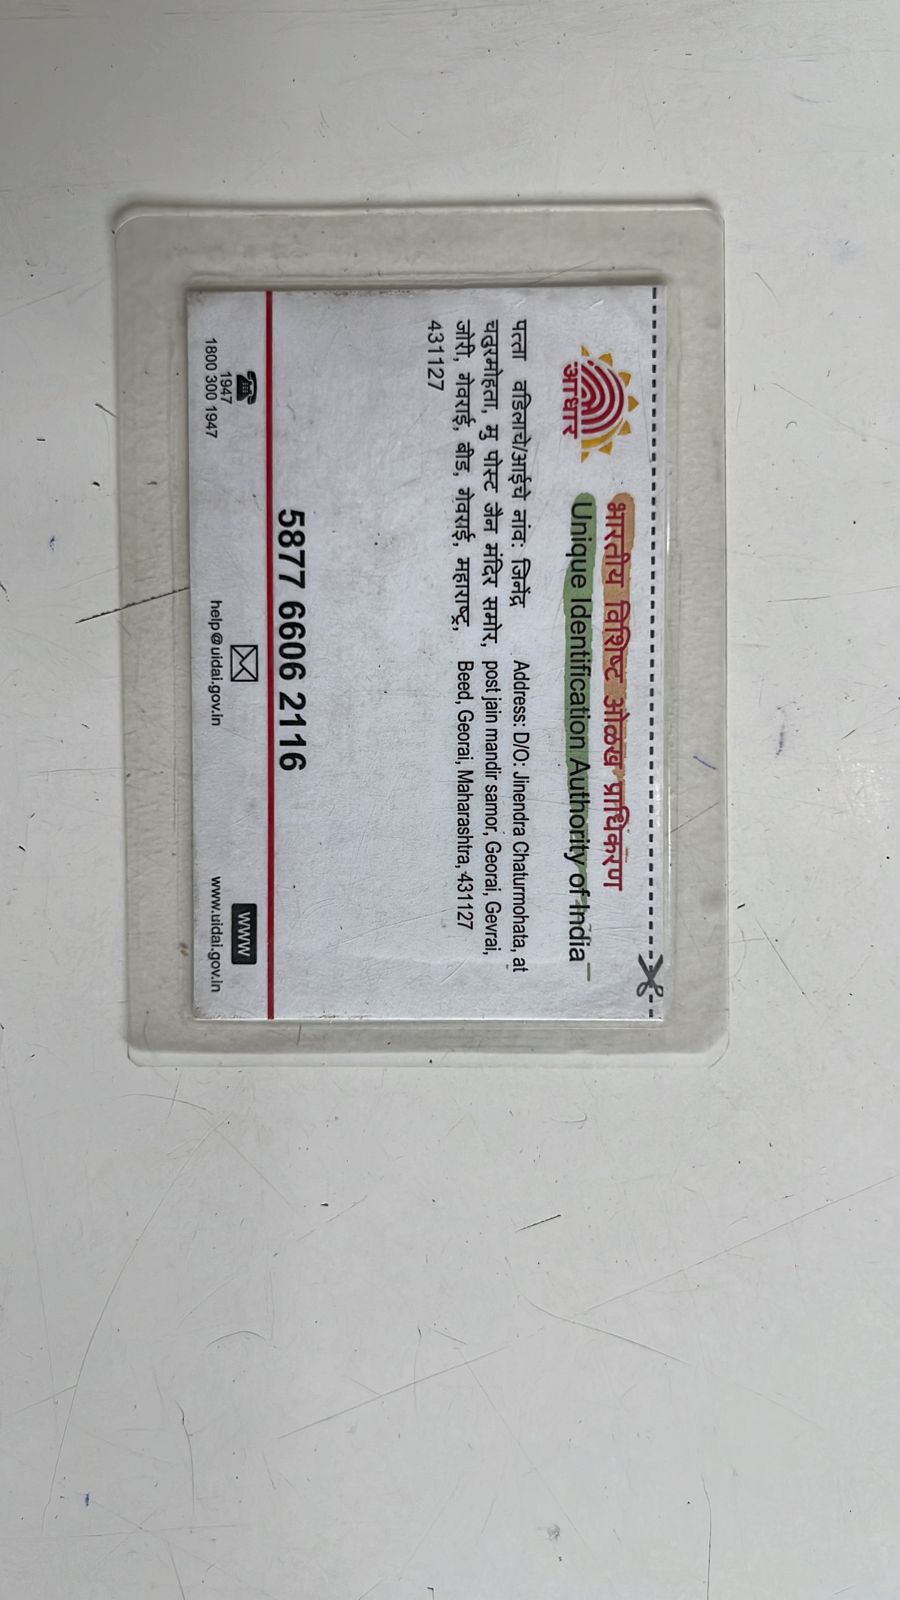 भारतीय विशिष्ट ओळख प्राधिकरण
Unique Identification Authority of India
आधार
पत्ता वडिलाचे/आईचे नांव: जिनेंद्र
चतुरमोहता, मु पोस्ट जैन मंदिर समोर,
जोरी, गेवराई, बीड, गेवराई, महाराष्ट्र,
431127
Address: D/O: Jinendra Chaturmohata, at
post jain mandir samor, Georai, Gevrai,
Beed, Georai, Maharashtra, 431127
5877 6606 2116
1947
1800 300 1947
help@uidai.gov.in
www
www.uidai.gov.in